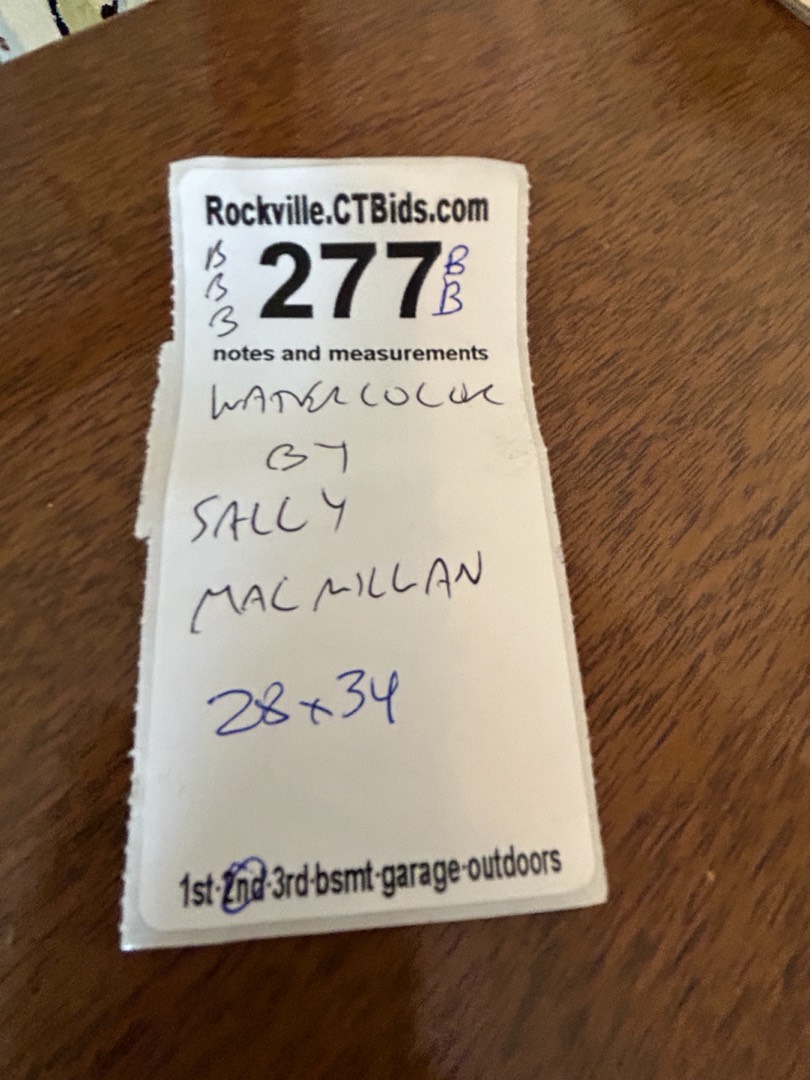 Rockville.CTBids.com
B 277 B
B B
B
notes and measurements
WATERCOLOR
BY
SALLY
MACMILLAN
28x34
1st·2nd·3rd·bsmt·garage·outdoors